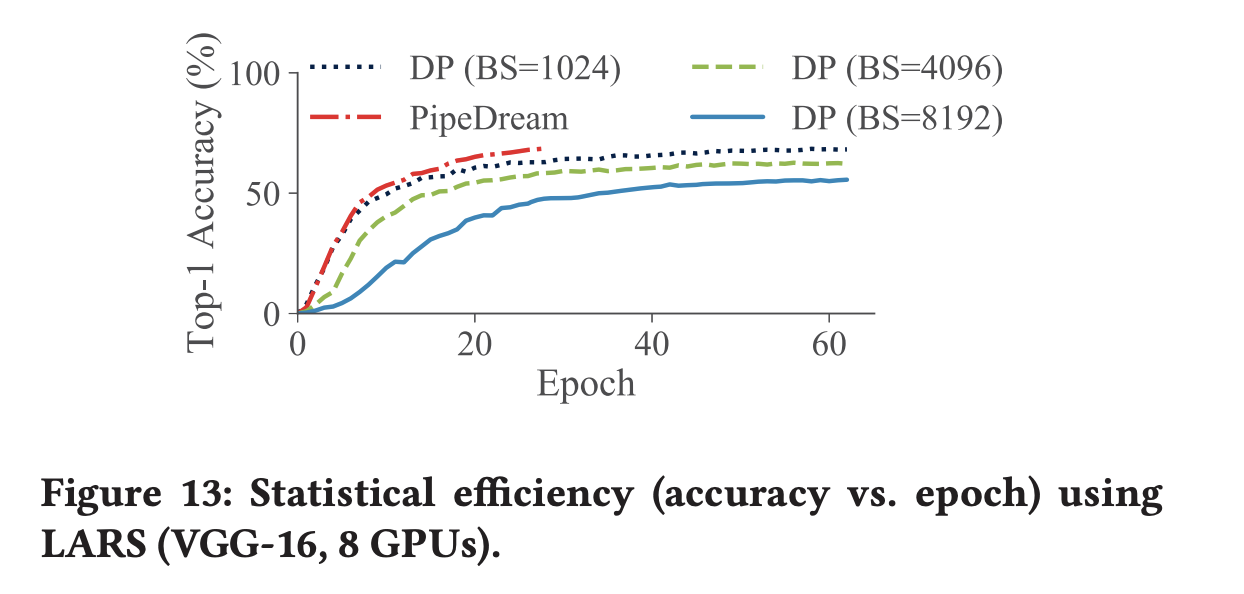 Top-1 Accuracy (%)
100
50
0
DP (BS=1024)
DP (BS=4096)
PipeDream
DP (BS=8192)
0 20 40 60
Epoch
Figure 13: Statistical efficiency (accuracy vs. epoch) using
LARS (VGG-16, 8 GPUs).